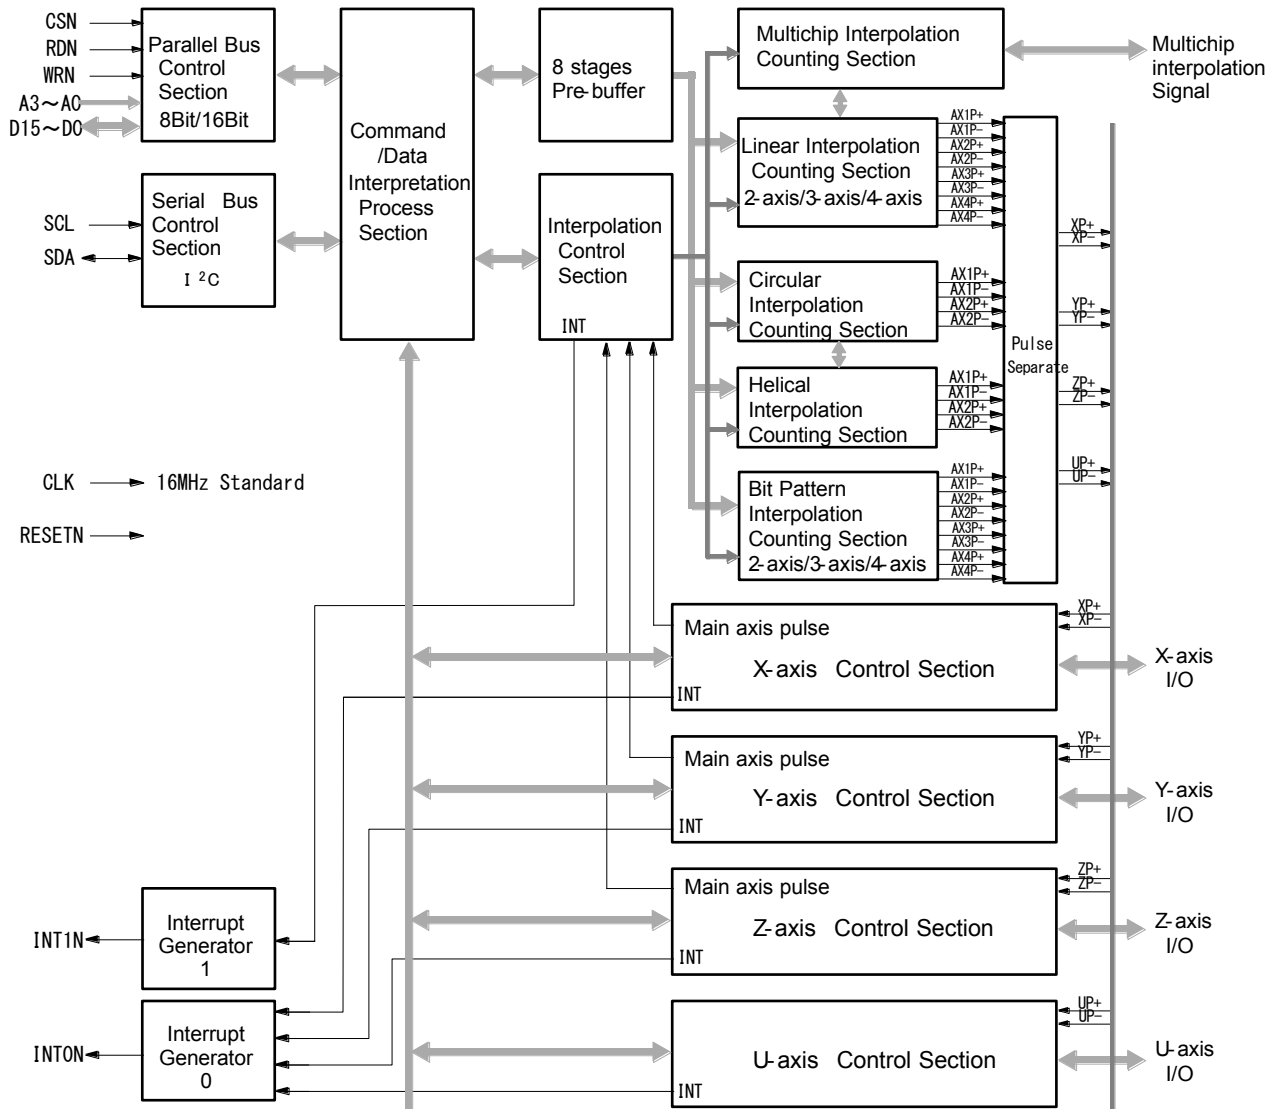 CSN
RDN
WRN
A3～A0
D15～D0
Parallel Bus
Control
Section
8Bit/16Bit
SCL
SDA
Serial Bus
Control
Section
I ²C
CLK
16MHz Standard
RESETN
Command
/Data
Interpretation
Process
Section
8 stages
Pre-buffer
Interpolation
Control
Section
INT
Multichip Interpolation
Counting Section
Multichip
interpolation
Signal
Linear Interpolation
Counting Section
2-axis/3-axis/4-axis
AX1P+
AX1P-
AX2P+
AX2P-
AX3P+
AX3P-
AX4P+
AX4P-
Circular
Interpolation
Counting Section
AX1P+
AX1P-
AX2P+
AX2P-
Helical
Interpolation
Counting Section
AX1P+
AX1P-
AX2P+
AX2P-
Bit Pattern
Interpolation
Counting Section
2-axis/3-axis/4-axis
AX1P+
AX1P-
AX2P+
AX2P-
AX3P+
AX3P-
AX4P+
AX4P-
Pulse
Separate
XP+
XP-
YP+
YP-
ZP+
ZP-
UP+
UP-
Main axis pulse
X-axis Control Section
INT
XP+
XP-
X-axis
I/O
Main axis pulse
Y-axis Control Section
INT
YP+
YP-
Y-axis
I/O
Main axis pulse
Z-axis Control Section
INT
ZP+
ZP-
Z-axis
I/O
U-axis Control Section
INT
UP+
UP-
U-axis
I/O
INT1N
Interrupt
Generator
1
INT0N
Interrupt
Generator
0